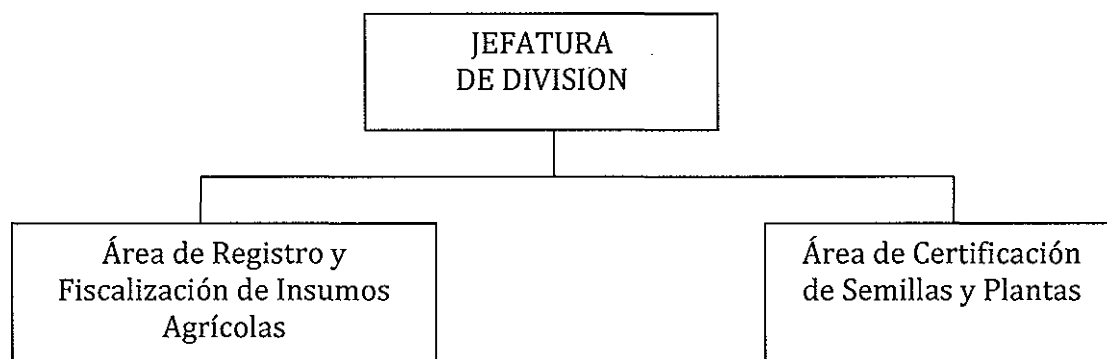 JEFATURA
DE DIVISION
Área de Registro y
Fiscalización de Insumos
Agrícolas
Área de Certificación
de Semillas y Plantas